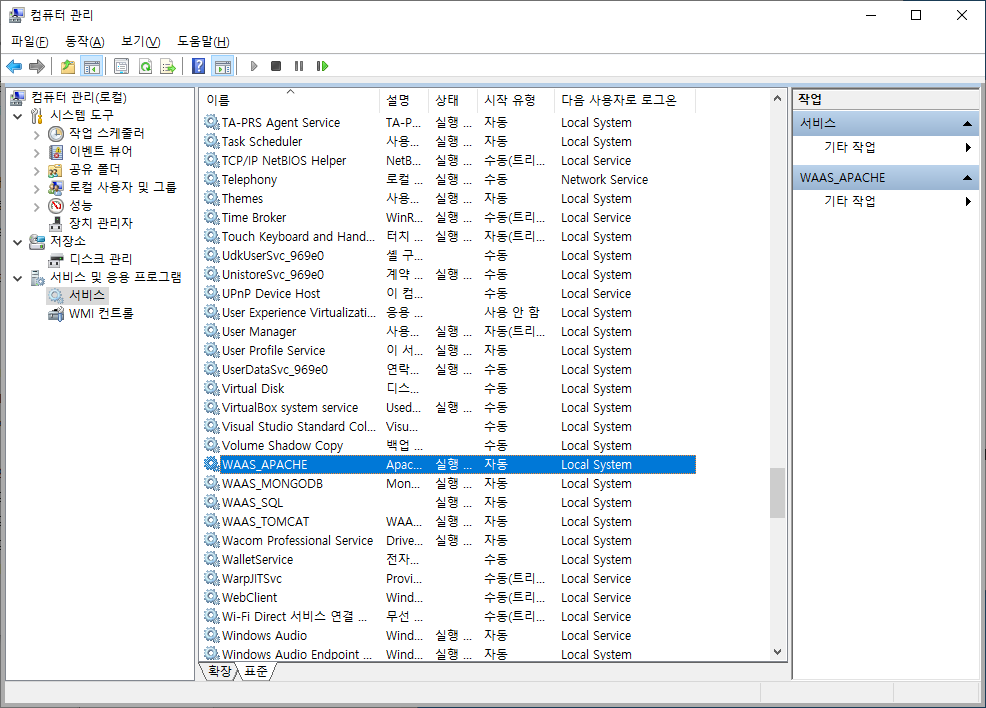 컴퓨터 관리
파일(F) 동작(A) 보기(V) 도움말(H)
컴퓨터 관리(로컬)
시스템 도구
작업 스케줄러
이벤트 뷰어
공유 폴더
로컬 사용자 및 그룹
성능
장치 관리자
저장소
디스크 관리
서비스 및 응용 프로그램
서비스
WMI 컨트롤
이름 설명 상태 시작 유형 다음 사용자로 로그온
TA-PRS Agent Service TA-P... 실행 ... 자동 Local System
Task Scheduler 사용... 실행 ... 자동 Local System
TCP/IP NetBIOS Helper NetB... 실행 ... 수동(트리... Local Service
Telephony 로컬 ... 실행 ... 수동 Network Service
Themes 사용... 실행 ... 자동 Local System
Time Broker WinR... 실행 ... 수동(트리... Local Service
Touch Keyboard and Hand... 터치 ... 실행 ... 자동(트리... Local System
UdkUserSvc_969e0 셸 구... 수동 Local System
UnistoreSvc_969e0 계약 ... 실행 ... 수동 Local System
UPnP Device Host 이 컴... 수동 Local Service
User Experience Virtualizati... 응용 ... 사용 안 함 Local System
User Manager 사용... 실행 ... 자동(트리... Local System
User Profile Service 이 서... 실행 ... 자동 Local System
UserDataSvc_969e0 연락... 실행 ... 수동 Local System
Virtual Disk 디스... 수동 Local System
VirtualBox system service Used... 실행 ... 수동 Local System
Visual Studio Standard Col... Visu... 수동 Local System
Volume Shadow Copy 백업 ... 수동 Local System
WAAS_APACHE Apac... 실행 ... 자동 Local System
WAAS_MONGODB Mon... 실행 ... 자동 Local System
WAAS_SQL 실행 ... 자동 Local System
WAAS_TOMCAT WAA... 실행 ... 자동 Local System
Wacom Professional Service Drive... 실행 ... 자동 Local System
WalletService 전자... 수동 Local System
WarpJITSvc Provi... 수동(트리... Local Service
WebClient Wind... 수동(트리... Local Service
Wi-Fi Direct 서비스 연결 ... 무선 ... 수동(트리... Local Service
Windows Audio Wind... 실행 ... 자동 Local Service
Windows Audio Endpoint ... Wind... 실행 ... 자동 Local System
확장 표준
작업
서비스
기타 작업
WAAS_APACHE
기타 작업